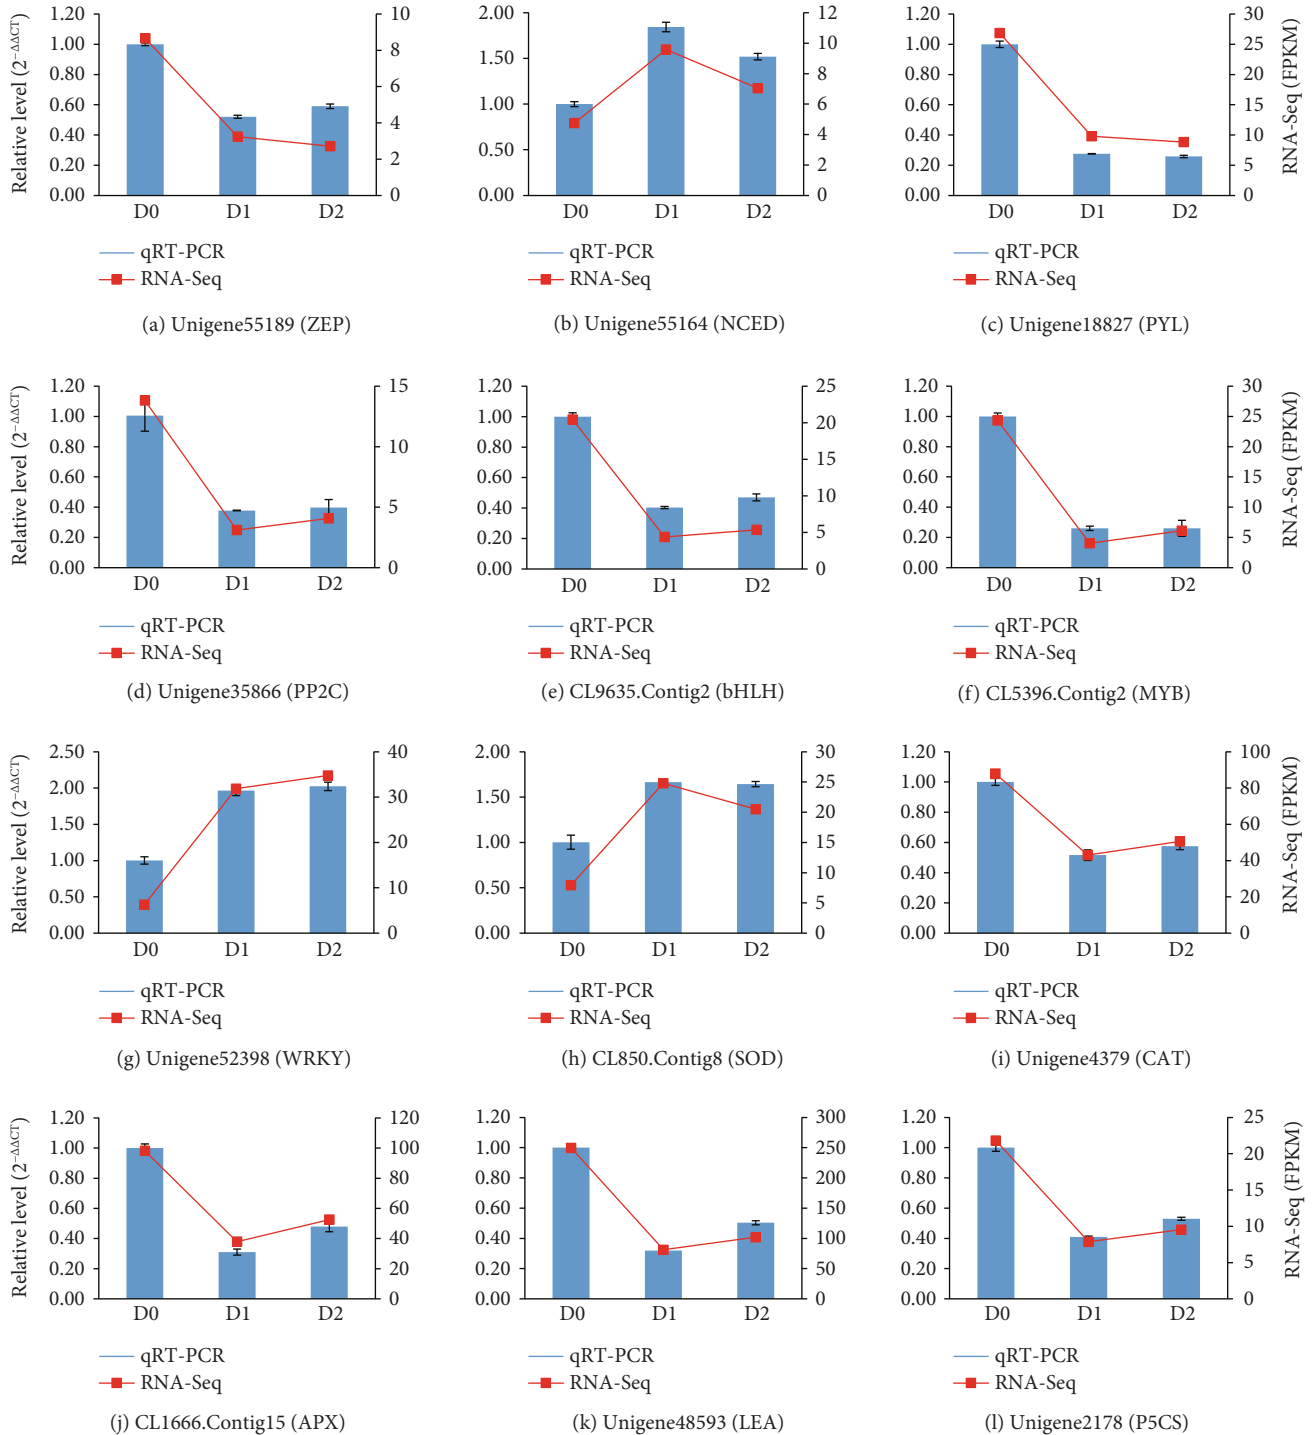 Relative level (2⁻ΔΔCT)
1.20
1.00
0.80
0.60
0.40
0.20
0.00
10
8
6
4
2
0
D0 D1 D2
qRT-PCR
RNA-Seq
(a) Unigene55189 (ZEP)
2.00
1.50
1.00
0.50
0.00
12
10
8
6
4
2
0
D0 D1 D2
qRT-PCR
RNA-Seq
(b) Unigene55164 (NCED)
1.20
1.00
0.80
0.60
0.40
0.20
0.00
30
25
20
15
10
5
0
RNA-Seq (FPKM)
D0 D1 D2
qRT-PCR
RNA-Seq
(c) Unigene18827 (PYL)
Relative level (2⁻ΔΔCT)
1.20
1.00
0.80
0.60
0.40
0.20
0.00
15
10
5
0
D0 D1 D2
qRT-PCR
RNA-Seq
(d) Unigene35866 (PP2C)
1.20
1.00
0.80
0.60
0.40
0.20
0.00
25
20
15
10
5
0
D0 D1 D2
qRT-PCR
RNA-Seq
(e) CL9635.Contig2 (bHLH)
1.20
1.00
0.80
0.60
0.40
0.20
0.00
30
25
20
15
10
5
0
RNA-Seq (FPKM)
D0 D1 D2
qRT-PCR
RNA-Seq
(f) CL5396.Contig2 (MYB)
Relative level (2⁻ΔΔCT)
2.50
2.00
1.50
1.00
0.50
0.00
40
30
20
10
0
D0 D1 D2
qRT-PCR
RNA-Seq
(g) Unigene52398 (WRKY)
2.00
1.50
1.00
0.50
0.00
30
25
20
15
10
5
0
D0 D1 D2
qRT-PCR
RNA-Seq
(h) CL850.Contig8 (SOD)
1.20
1.00
0.80
0.60
0.40
0.20
0.00
100
80
60
40
20
0
RNA-Seq (FPKM)
D0 D1 D2
qRT-PCR
RNA-Seq
(i) Unigene4379 (CAT)
Relative level (2⁻ΔΔCT)
1.20
1.00
0.80
0.60
0.40
0.20
0.00
120
100
80
60
40
20
0
D0 D1 D2
qRT-PCR
RNA-Seq
(j) CL1666.Contig15 (APX)
1.20
1.00
0.80
0.60
0.40
0.20
0.00
300
250
200
150
100
50
0
D0 D1 D2
qRT-PCR
RNA-Seq
(k) Unigene48593 (LEA)
1.20
1.00
0.80
0.60
0.40
0.20
0.00
25
20
15
10
5
0
RNA-Seq (FPKM)
D0 D1 D2
qRT-PCR
RNA-Seq
(l) Unigene2178 (P5CS)